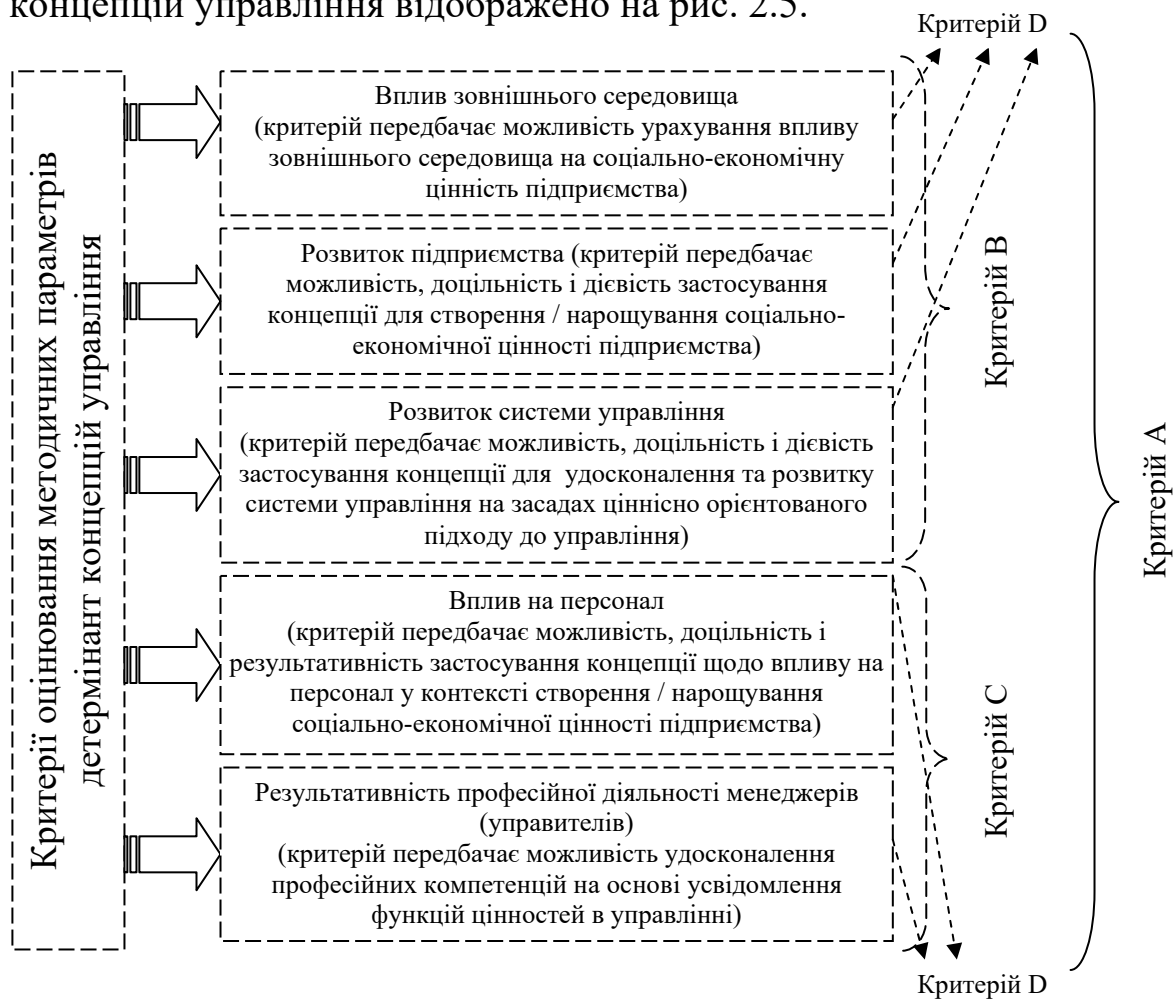 концепцій управління відображено на рис. 2.5.
Критерій D
Критерії оцінювання методичних параметрів
детермінант концепцій управління
Вплив зовнішнього середовища
(критерій передбачає можливість урахування впливу
зовнішнього середовища на соціально-економічну
цінність підприємства)
Розвиток підприємства (критерій передбачає
можливість, доцільність і дієвість застосування
концепції для створення / нарощування соціально-
економічної цінності підприємства)
Розвиток системи управління
(критерій передбачає можливість, доцільність і дієвість
застосування концепції для удосконалення та розвитку
системи управління на засадах ціннісно орієнтованого
підходу до управління)
Вплив на персонал
(критерій передбачає можливість, доцільність і
результативність застосування концепції щодо впливу на
персонал у контексті створення / нарощування
соціально-економічної цінності підприємства)
Результативність професійної діяльності менеджерів
(управителів)
(критерій передбачає можливість удосконалення
професійних компетенцій на основі усвідомлення
функцій цінностей в управлінні)
Критерій B
Критерій C
Критерій A
Критерій D